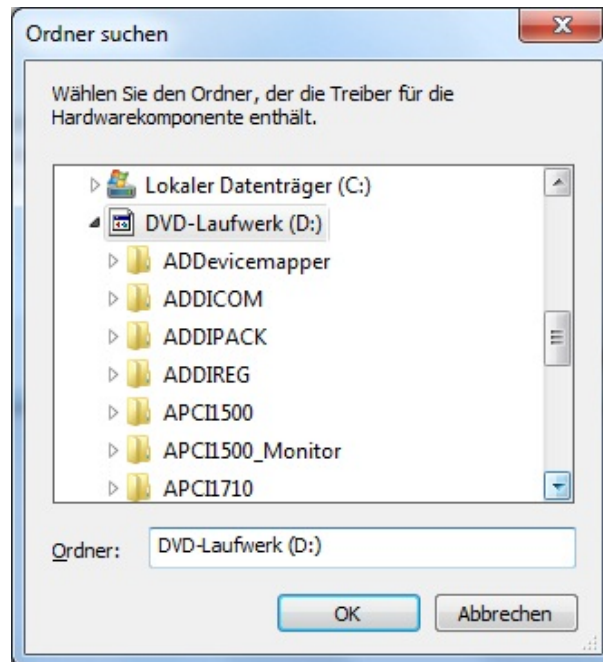 Ordner suchen
Wählen Sie den Ordner, der die Treiber für die
Hardwarekomponente enthält.
Lokaler Datenträger (C:)
DVD-Laufwerk (D:)
ADDevicemapper
ADDICOM
ADDIPACK
ADDIREG
APCI1500
APCI1500_Monitor
APCI1710
Ordner: DVD-Laufwerk (D:)
OK Abbrechen